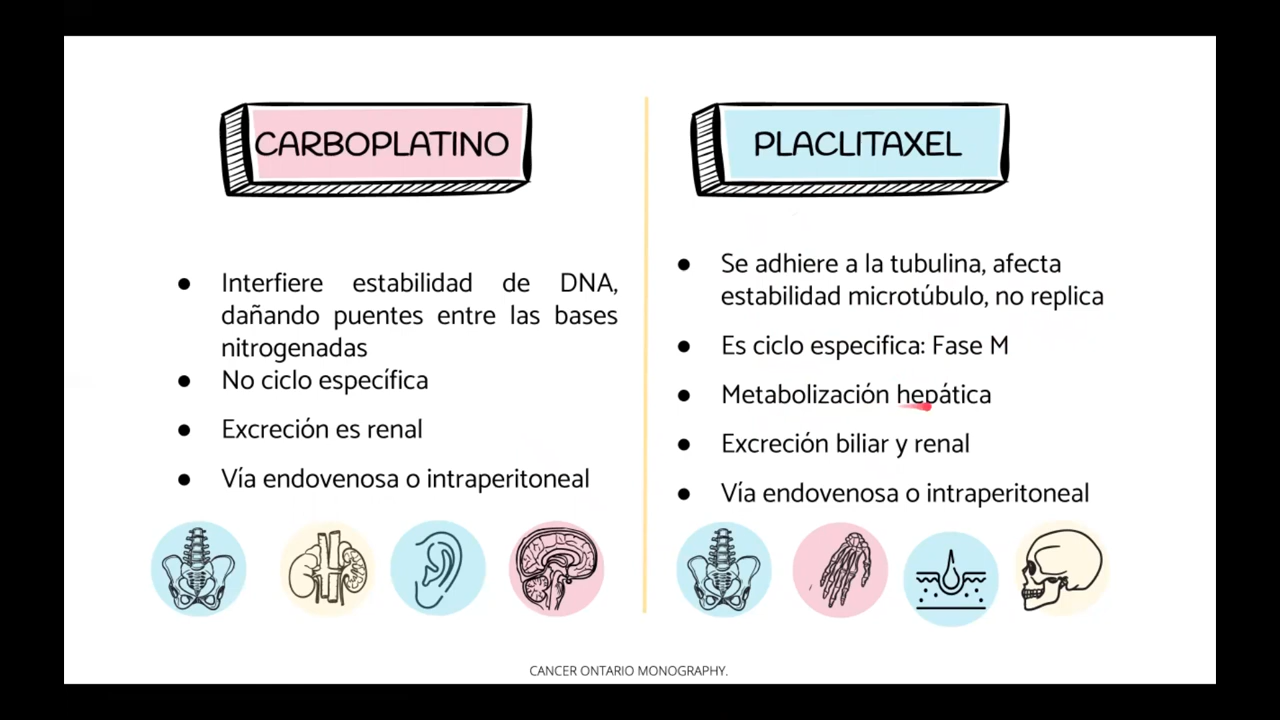 CARBOPLATINO
● Interfiere estabilidad de DNA,
dañando puentes entre las bases
nitrogenadas
● No ciclo específica
● Excreción es renal
● Vía endovenosa o intraperitoneal
PLACLITAXEL
● Se adhiere a la tubulina, afecta
estabilidad microtúbulo, no replica
● Es ciclo especifica: Fase M
● Metabolización hepática
● Excreción biliar y renal
● Vía endovenosa o intraperitoneal
CANCER ONTARIO MONOGRAPHY.